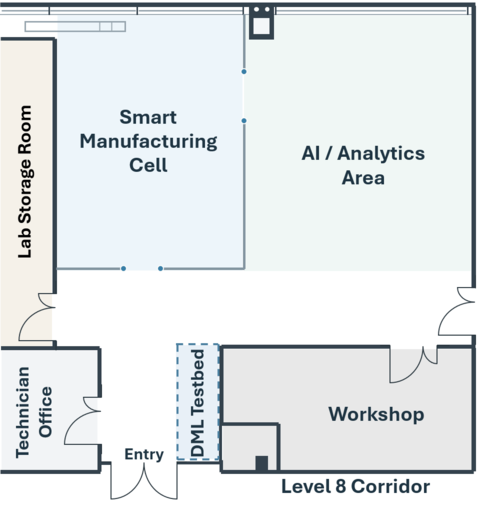 Smart
Manufacturing
Cell
AI / Analytics
Area
Lab Storage Room
Technician
Office
DML Testbed
Workshop
Entry
Level 8 Corridor